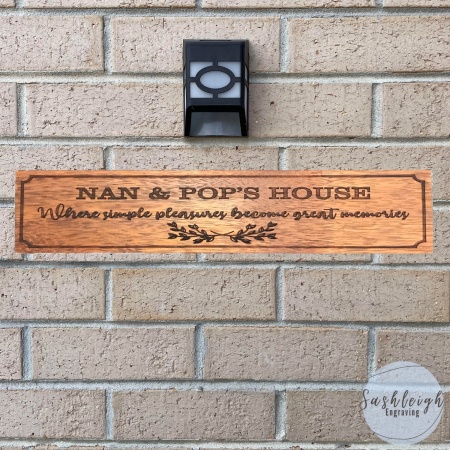 NAN & POP'S HOUSE
Where simple pleasures become great memories
Sashleigh
Engraving